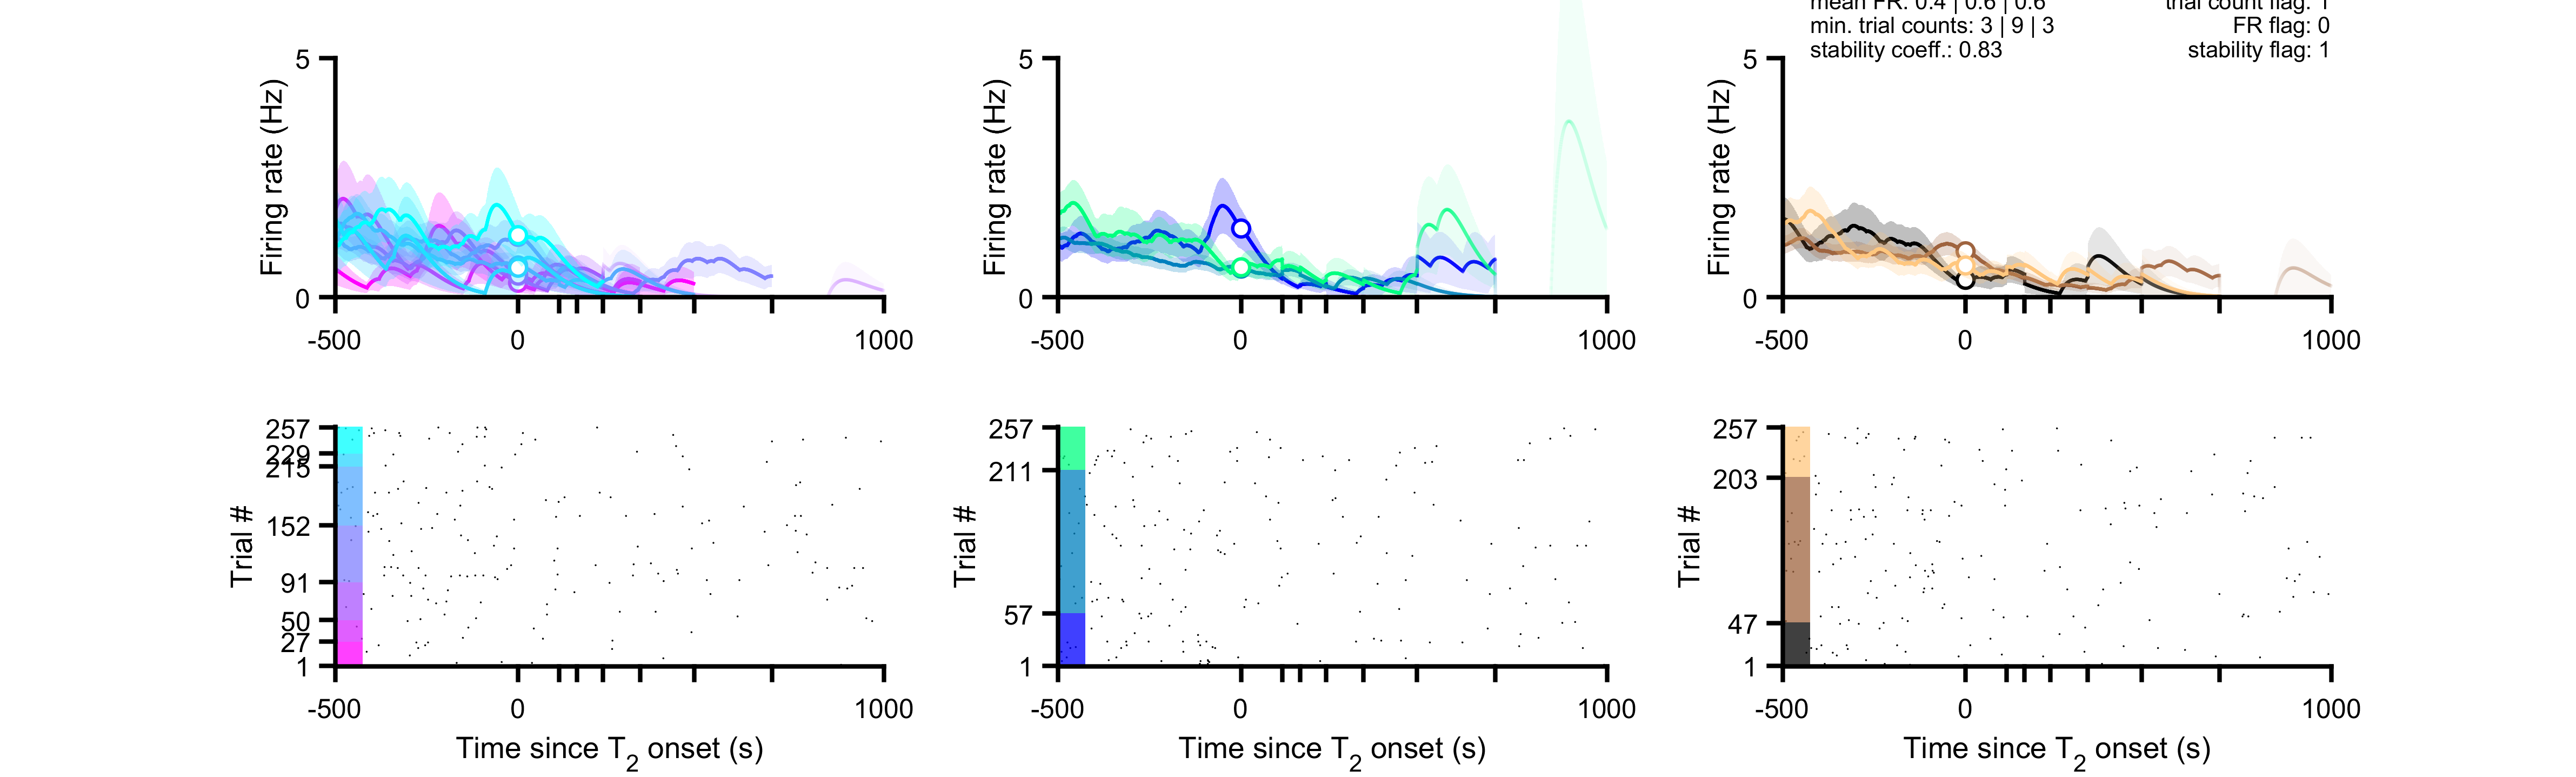 mean FR: 0.4 | 0.6 | 0.6 trial count flag: 1
min. trial counts: 3 | 9 | 3 FR flag: 0
stability coeff.: 0.83 stability flag: 1
5 5 5
Firing rate (Hz) Firing rate (Hz) Firing rate (Hz)
0 0 0
-500 0 1000 -500 0 1000 -500 0 1000
257 257 257
229
215 211 203
152
91
50 57 47
27
1 1 1
Trial # Trial # Trial #
-500 0 1000 -500 0 1000 -500 0 1000
Time since T2 onset (s) Time since T2 onset (s) Time since T2 onset (s)